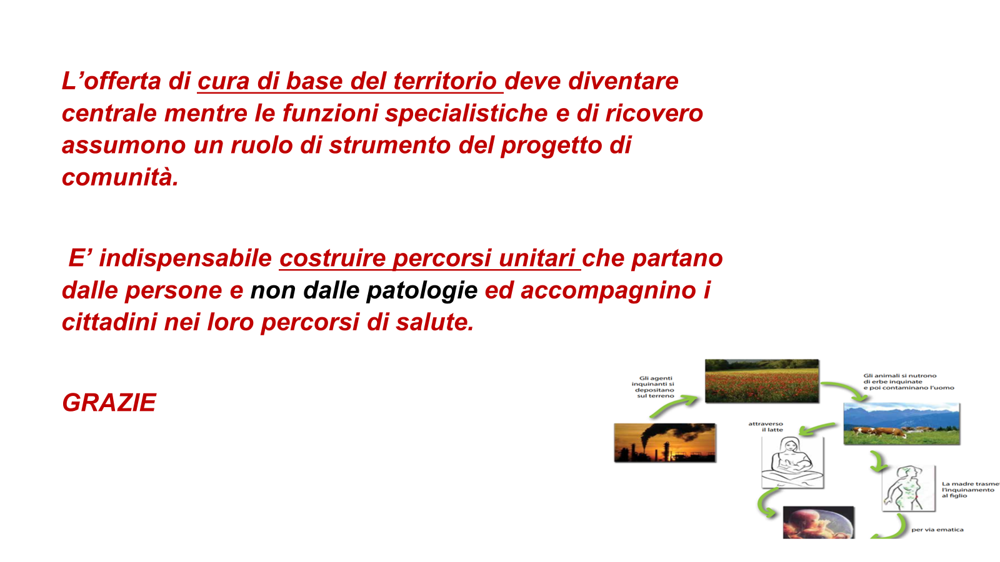 L’offerta di cura di base del territorio deve diventare
centrale mentre le funzioni specialistiche e di ricovero
assumono un ruolo di strumento del progetto di
comunità.
E’ indispensabile costruire percorsi unitari che partano
dalle persone e non dalle patologie ed accompagnino i
cittadini nei loro percorsi di salute.
GRAZIE
Gli agenti
inquinanti si
depositano
sul terreno
Gli animali si nutrono
di erbe inquinate
e poi contaminano l’uomo
attraverso
il latte
La madre
l’inquinamento
al figlio
per via ematica